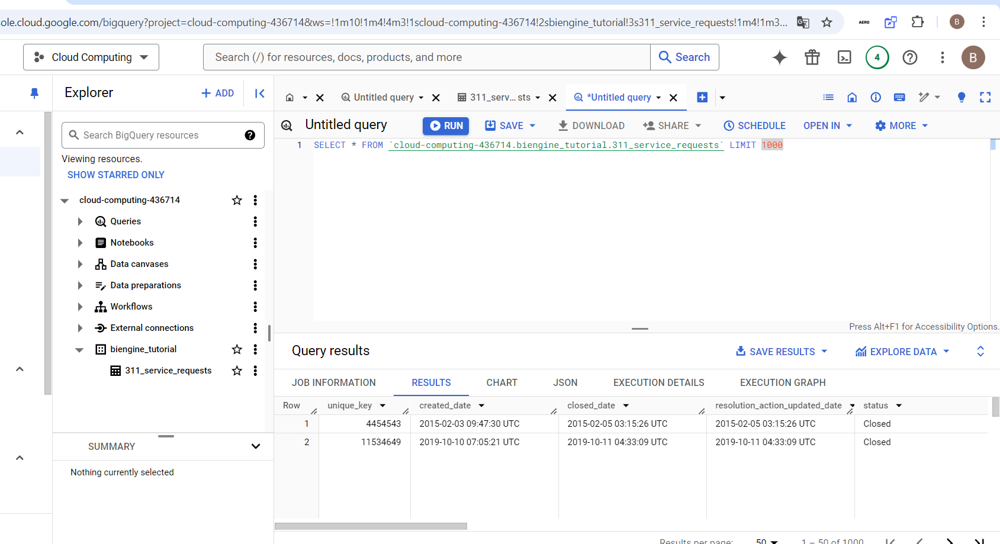 ole.cloud.google.com/bigquery?project=cloud-computing-436714&ws=!1m10!1m4!4m3!1scloud-computing-436714!2sbiengine_tutorial!3s311_service_requests!1m4!1m3... AERO B
Cloud Computing Search (/) for resources, docs, products, and more Search 4 B
Explorer + ADD
Search BigQuery resources
Viewing resources.
SHOW STARRED ONLY
cloud-computing-436714
Queries
Notebooks
Data canvases
Data preparations
Workflows
External connections
biengine_tutorial
311_service_requests
SUMMARY
Nothing currently selected
Untitled query 311_serv...sts *Untitled query
Untitled query RUN SAVE DOWNLOAD SHARE SCHEDULE OPEN IN MORE
1 SELECT * FROM `cloud-computing-436714.biengine_tutorial.311_service_requests` LIMIT 1000
Press Alt+F1 for Accessibility Options.
Query results SAVE RESULTS EXPLORE DATA
JOB INFORMATION RESULTS CHART JSON EXECUTION DETAILS EXECUTION GRAPH
Row unique_key created_date closed_date resolution_action_updated_date status
1 4454543 2015-02-03 09:47:30 UTC 2015-02-05 03:15:26 UTC 2015-02-05 03:15:26 UTC Closed
2 11534649 2019-10-10 07:05:21 UTC 2019-10-11 04:33:09 UTC 2019-10-11 04:33:09 UTC Closed
Results per page: 50 1 – 50 of 1000